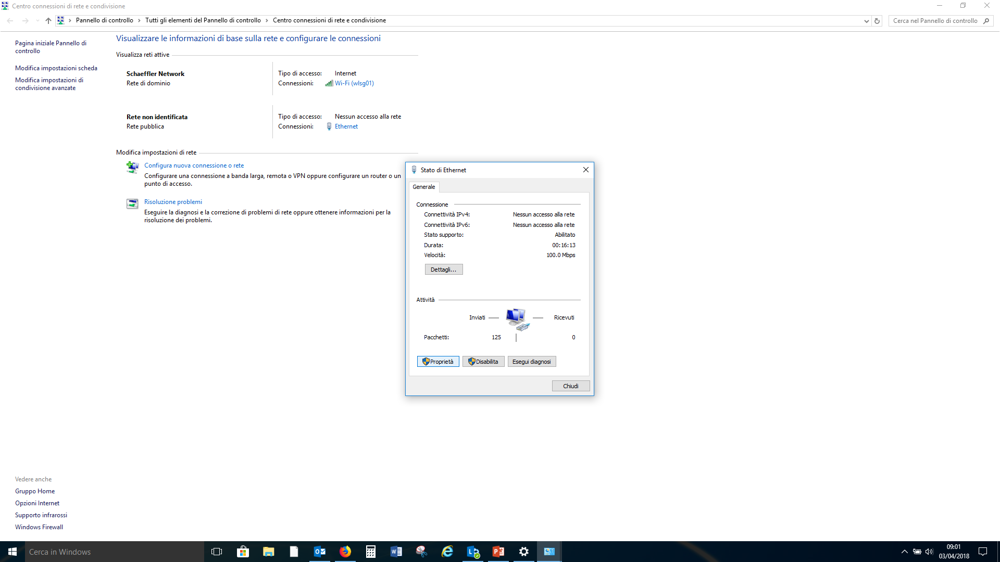 Centro connessioni di rete e condivisione
Pannello di controllo
Tutti gli elementi del Pannello di controllo
Centro connessioni di rete e condivisione
Cerca nel Pannello di controllo
Pagina iniziale Pannello di
controllo
Modifica impostazioni scheda
Modifica impostazioni di
condivisione avanzate
Visualizzare le informazioni di base sulla rete e configurare le connessioni
Visualizza reti attive
Schaeffler Network
Rete di dominio
Tipo di accesso: Internet
Connessioni: Wi-Fi (wlsg01)
Rete non identificata
Rete pubblica
Tipo di accesso: Nessun accesso alla rete
Connessioni: Ethernet
Modifica impostazioni di rete
Configura nuova connessione o rete
Configurare una connessione a banda larga, remota o VPN oppure configurare un router o un
punto di accesso.
Risoluzione problemi
Eseguire la diagnosi e la correzione di problemi di rete oppure ottenere informazioni per la
risoluzione dei problemi.
Stato di Ethernet
Generale
Connessione
Connettività IPv4: Nessun accesso alla rete
Connettività IPv6: Nessun accesso alla rete
Stato supporto: Abilitato
Durata: 00:16:13
Velocità: 100.0 Mbps
Dettagli...
Attività
Inviati
Ricevuti
Pacchetti: 125 0
Proprietà
Disabilita
Esegui diagnosi
Chiudi
Vedere anche
Gruppo Home
Opzioni Internet
Supporto infrarossi
Windows Firewall
Cerca in Windows
09:01
03/04/2018